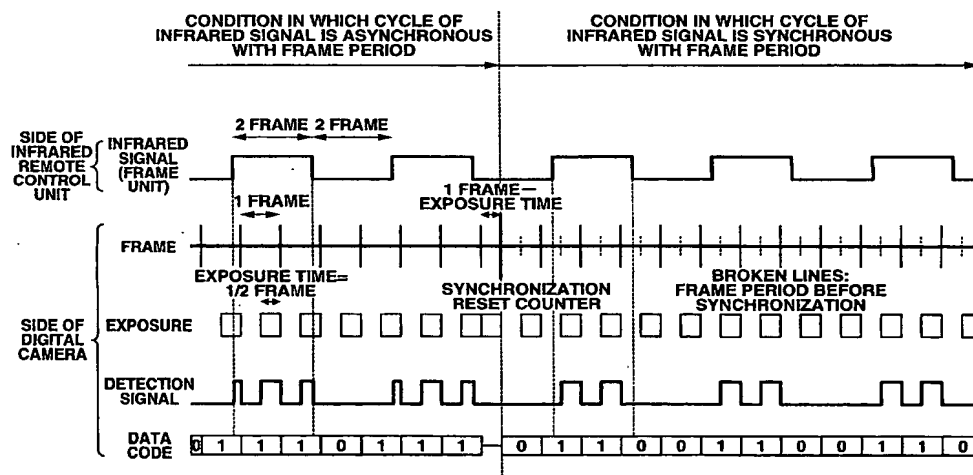 CONDITION IN WHICH CYCLE OF
INFRARED SIGNAL IS ASYNCHRONOUS
WITH FRAME PERIOD
CONDITION IN WHICH CYCLE OF
INFRARED SIGNAL IS SYNCHRONOUS
WITH FRAME PERIOD
2 FRAME 2 FRAME
SIDE OF
INFRARED
REMOTE
CONTROL
UNIT
INFRARED
SIGNAL
(FRAME
UNIT)
1 FRAME
1 FRAME—
EXPOSURE TIME
FRAME
EXPOSURE TIME=
1/2 FRAME
SYNCHRONIZATION
RESET COUNTER
BROKEN LINES:
FRAME PERIOD BEFORE
SYNCHRONIZATION
SIDE OF
DIGITAL
CAMERA
EXPOSURE
DETECTION
SIGNAL
DATA
CODE
0 1 1 1 0 1 1 1 0 1 1 0 0 1 1 0 0 1 1 0